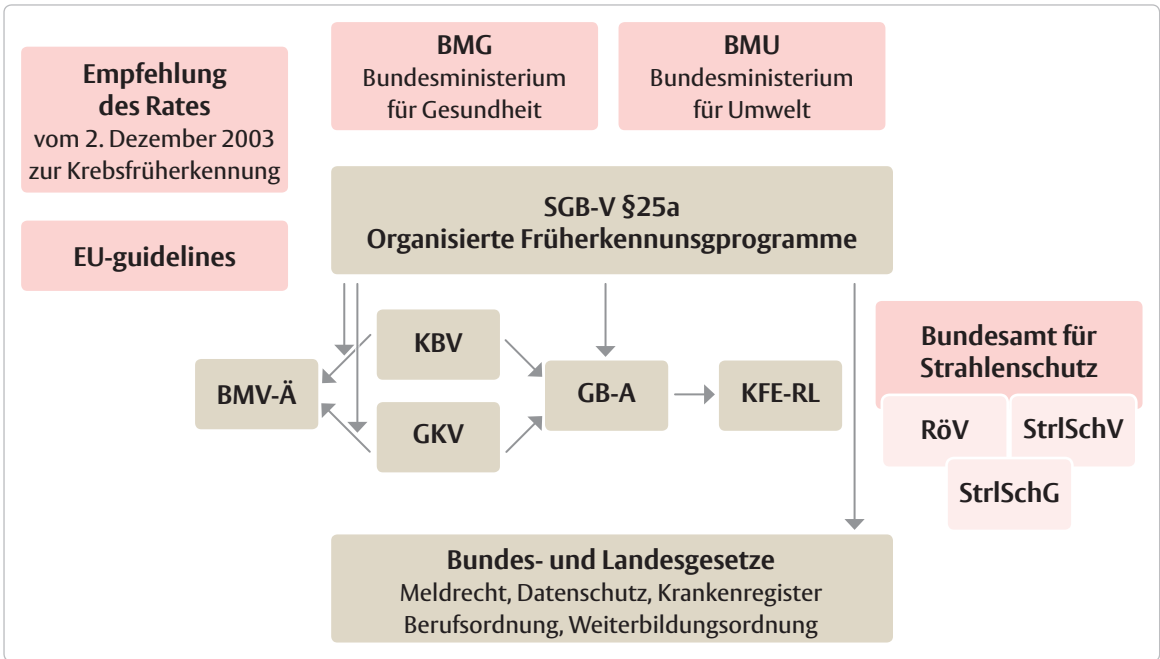 Empfehlung
des Rates
vom 2. Dezember 2003
zur Krebsfrüherkennung
BMG
Bundesministerium
für Gesundheit
BMU
Bundesministerium
für Umwelt
EU-guidelines
SGB-V §25a
Organisierte Früherkennunsgprogramme
KBV
BMV-Ä
GKV
GB-A
KFE-RL
Bundesamt für
Strahlenschutz
RöV
StrlSchV
StrlSchG
Bundes- und Landesgesetze
Meldrecht, Datenschutz, Krankenregister
Berufsordnung, Weiterbildungsordnung